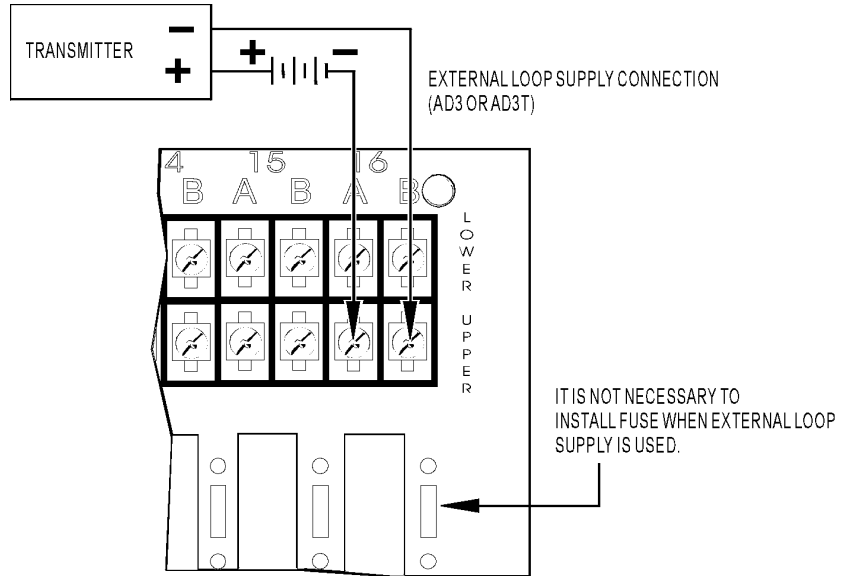 TRANSMITTER
−
+
+
−
EXTERNAL LOOP SUPPLY CONNECTION
(AD3 OR AD3T)
4 15 16
B A B A B
LOWER UPPER
IT IS NOT NECESSARY TO
INSTALL FUSE WHEN EXTERNAL LOOP
SUPPLY IS USED.